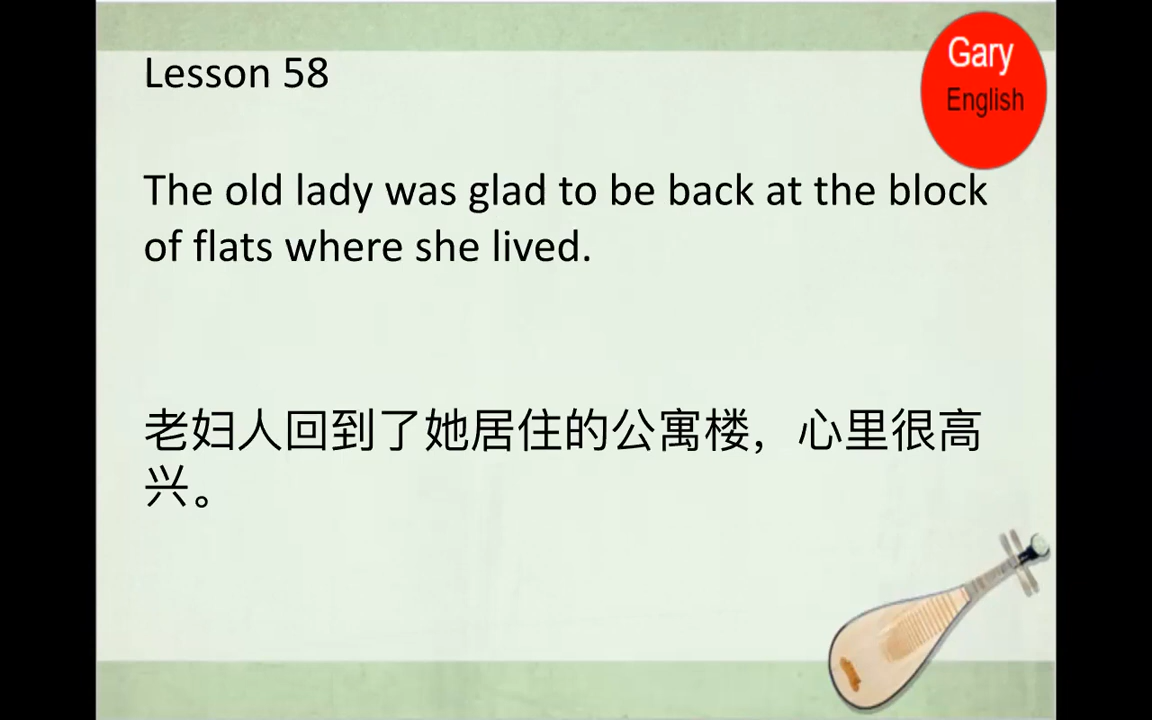 Lesson 58
Gary
English
The old lady was glad to be back at the block
of flats where she lived.
老妇人回到了她居住的公寓楼，心里很高
兴。